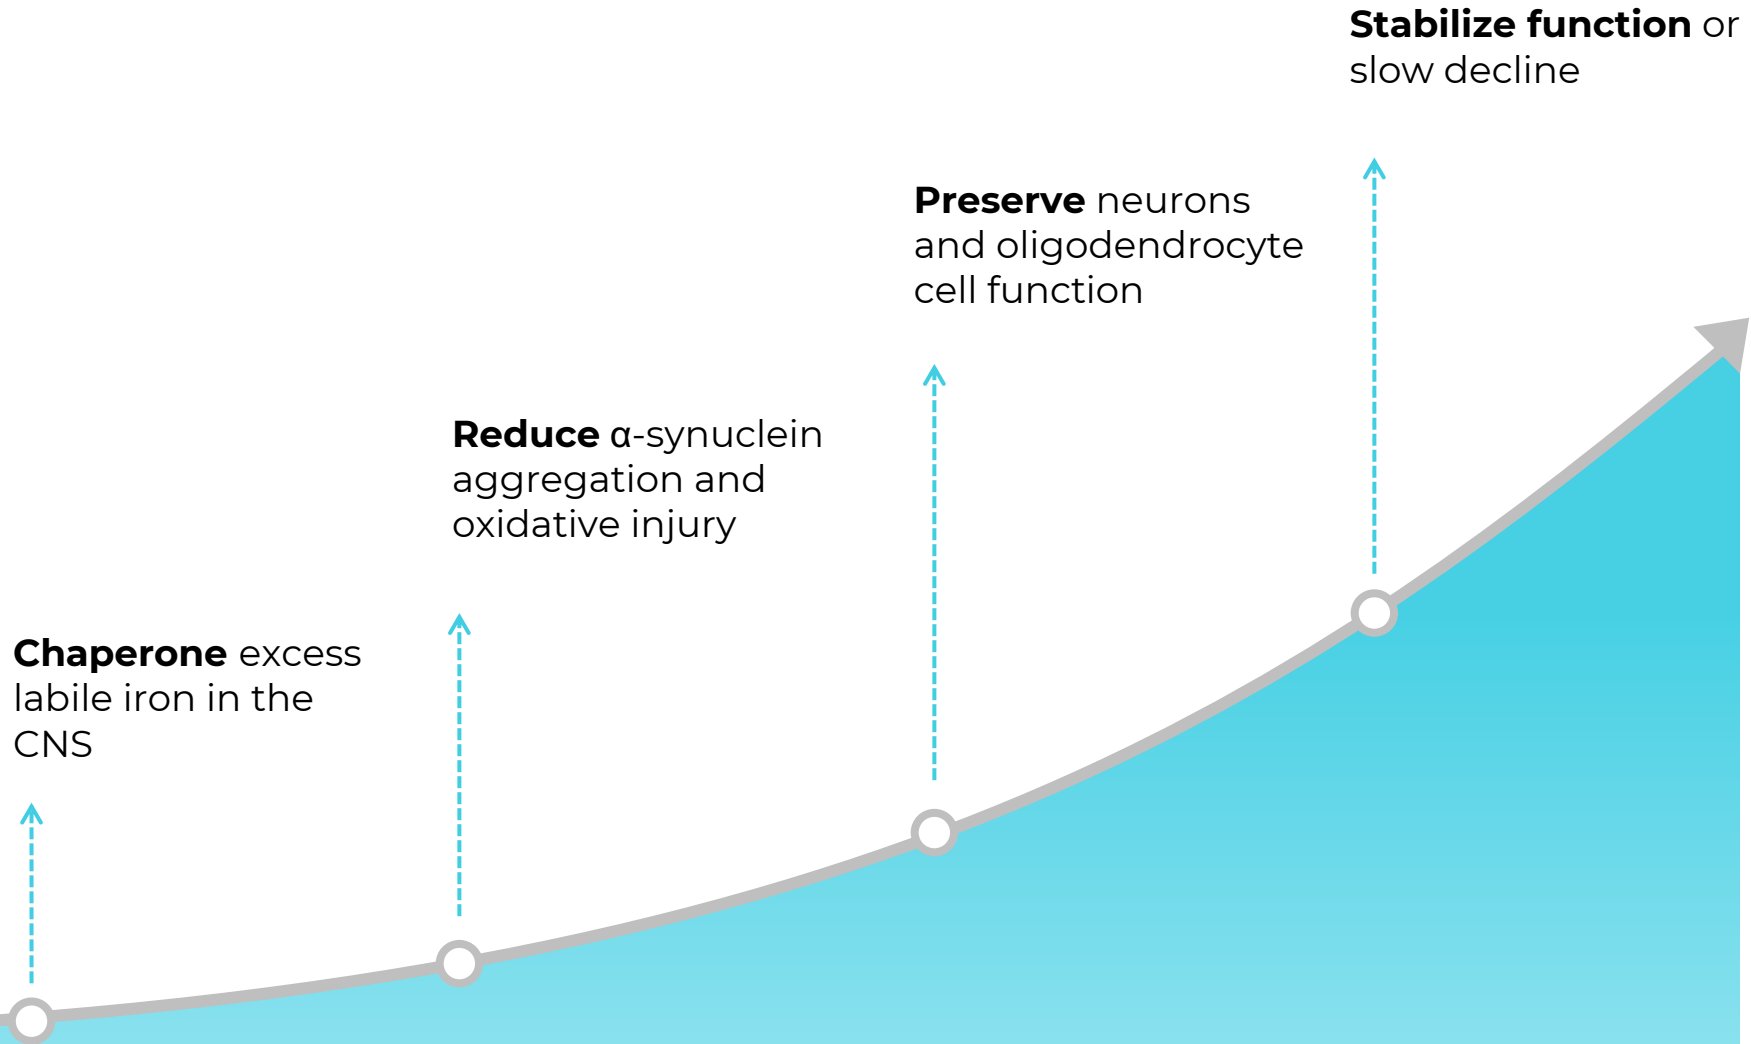 Stabilize function or
slow decline
Preserve neurons
and oligodendrocyte
cell function
Reduce α-synuclein
aggregation and
oxidative injury
Chaperone excess
labile iron in the
CNS